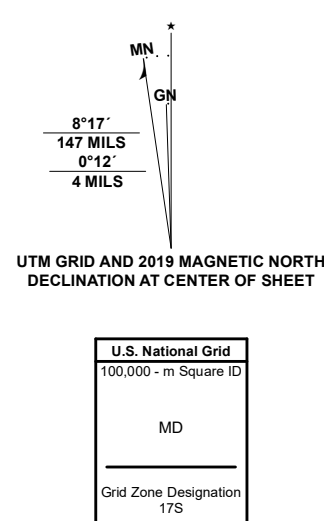 MN
GN
8°17´
147 MILS
0°12´
4 MILS
UTM GRID AND 2019 MAGNETIC NORTH
DECLINATION AT CENTER OF SHEET
U.S. National Grid
100,000 - m Square ID
MD
Grid Zone Designation
17S